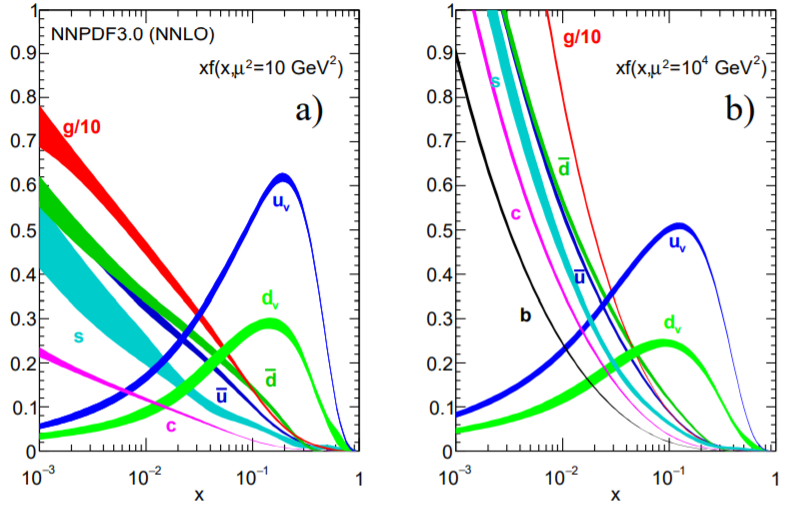 NNPDF3.0 (NNLO)
xf(x,μ²=10 GeV²)
a)
g/10
u_v
d_v
s
d̅
u̅
c
1
0.9
0.8
0.7
0.6
0.5
0.4
0.3
0.2
0.1
0
10⁻³
10⁻²
10⁻¹
1
x
g/10
xf(x,μ²=10⁴ GeV²)
b)
s
d̅
c
u_v
u̅
b
d_v
1
0.9
0.8
0.7
0.6
0.5
0.4
0.3
0.2
0.1
0
10⁻³
10⁻²
10⁻¹
1
x